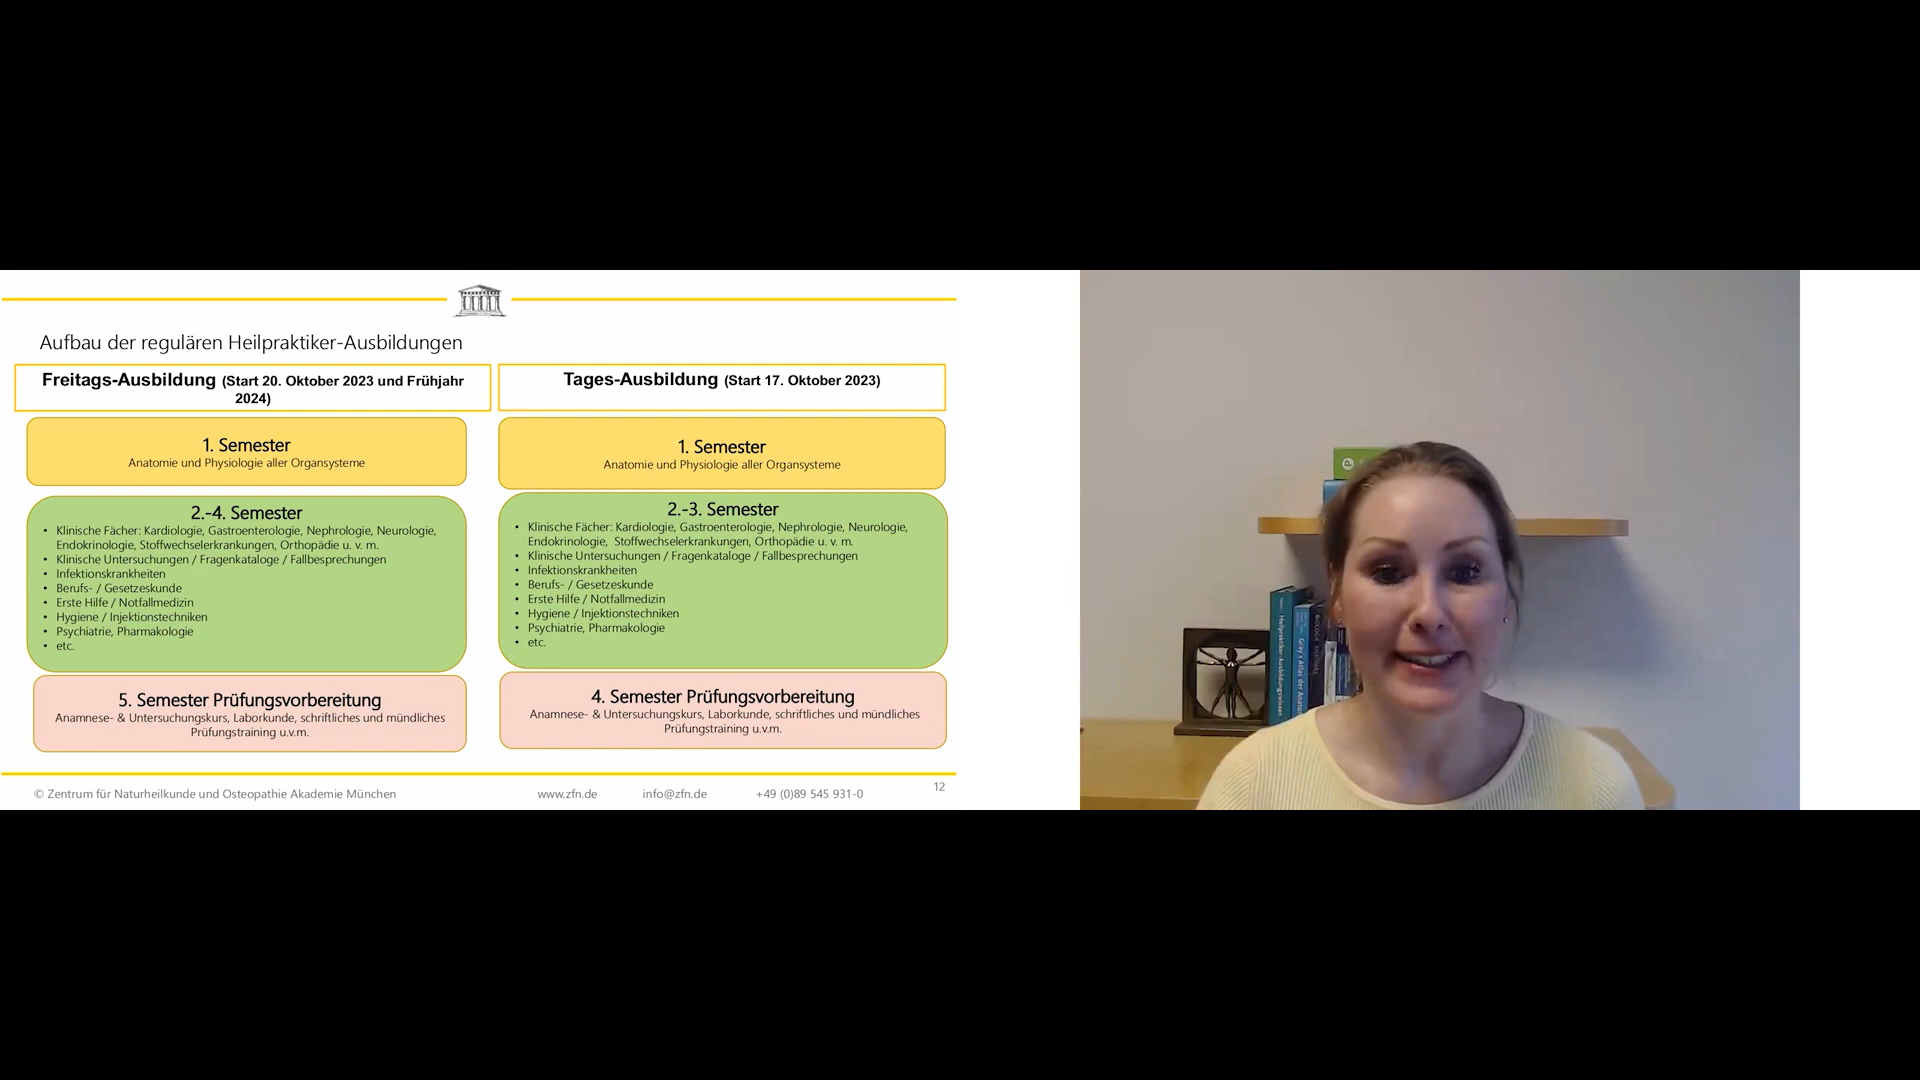 Aufbau der regulären Heilpraktiker-Ausbildungen
Freitags-Ausbildung (Start 20. Oktober 2023 und Frühjahr
2024)
1. Semester
Anatomie und Physiologie aller Organsysteme
2.-4. Semester
• Klinische Fächer: Kardiologie, Gastroenterologie, Nephrologie, Neurologie,
Endokrinologie, Stoffwechselerkrankungen, Orthopädie u. v. m.
• Klinische Untersuchungen / Fragenkataloge / Fallbesprechungen
• Infektionskrankheiten
• Berufs- / Gesetzeskunde
• Erste Hilfe / Notfallmedizin
• Hygiene / Injektionstechniken
• Psychiatrie, Pharmakologie
• etc.
5. Semester Prüfungsvorbereitung
Anamnese- & Untersuchungskurs, Laborkunde, schriftliches und mündliches
Prüfungstraining u.v.m.
Tages-Ausbildung (Start 17. Oktober 2023)
1. Semester
Anatomie und Physiologie aller Organsysteme
2.-3. Semester
• Klinische Fächer: Kardiologie, Gastroenterologie, Nephrologie, Neurologie,
Endokrinologie, Stoffwechselerkrankungen, Orthopädie u. v. m.
• Klinische Untersuchungen / Fragenkataloge / Fallbesprechungen
• Infektionskrankheiten
• Berufs- / Gesetzeskunde
• Erste Hilfe / Notfallmedizin
• Hygiene / Injektionstechniken
• Psychiatrie, Pharmakologie
• etc.
4. Semester Prüfungsvorbereitung
Anamnese- & Untersuchungskurs, Laborkunde, schriftliches und mündliches
Prüfungstraining u.v.m.
© Zentrum für Naturheilkunde und Osteopathie Akademie München
www.zfn.de
info@zfn.de
+49 (0)89 545 931-0
12
Heilpraktiker-Ausbildungswissen
Gray's Atlas der Anatomie